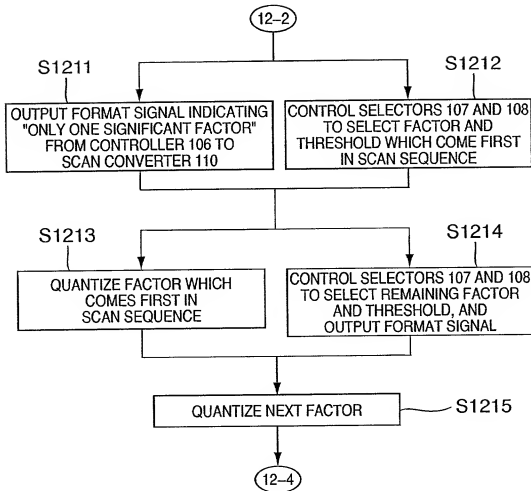 12-2
S1211
S1212
OUTPUT FORMAT SIGNAL INDICATING
"ONLY ONE SIGNIFICANT FACTOR"
FROM CONTROLLER 106 TO
SCAN CONVERTER 110
CONTROL SELECTORS 107 AND 108
TO SELECT FACTOR AND
THRESHOLD WHICH COME FIRST
IN SCAN SEQUENCE
S1213
S1214
QUANTIZE FACTOR WHICH
COMES FIRST IN
SCAN SEQUENCE
CONTROL SELECTORS 107 AND 108
TO SELECT REMAINING FACTOR
AND THRESHOLD, AND
OUTPUT FORMAT SIGNAL
QUANTIZE NEXT FACTOR
S1215
12-4